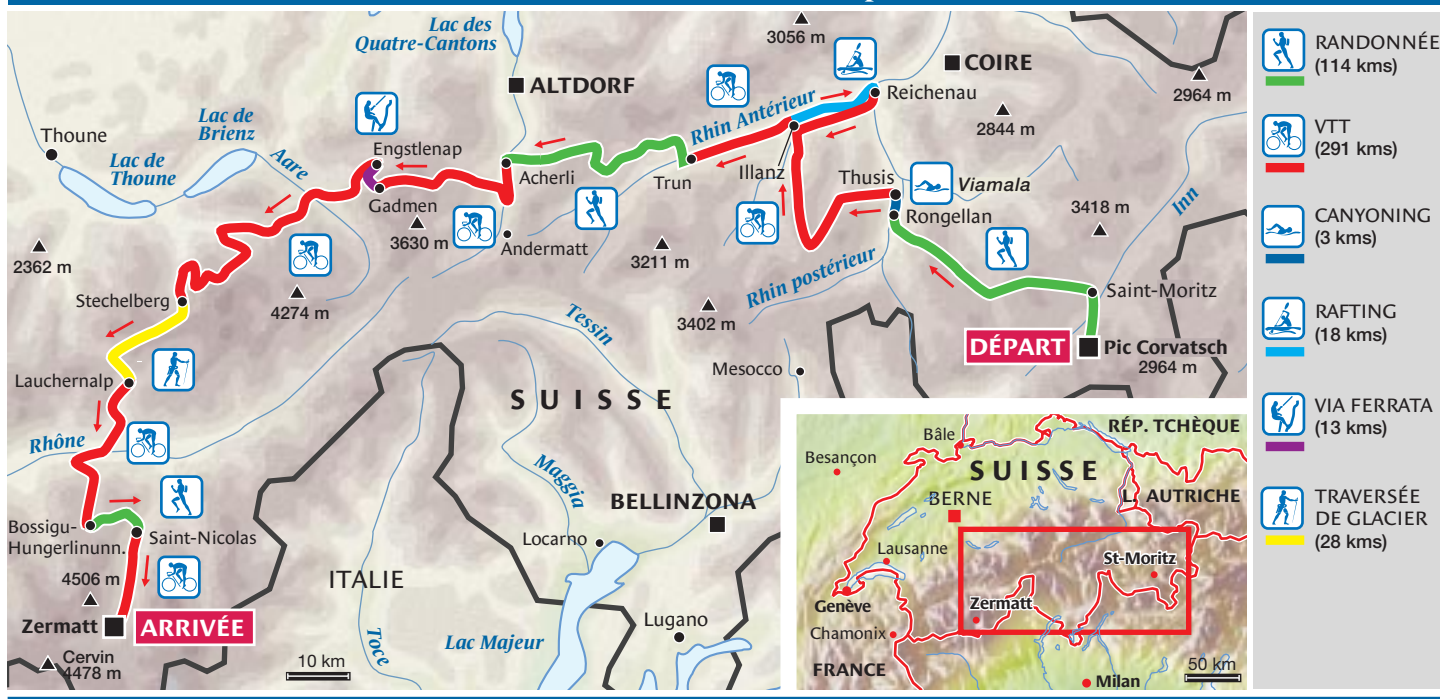 Lac des
Quatre-Cantons
3056 m
COIRE
2964 m
ALTDORF
Reichenau
2844 m
Rhin Antérieur
Thoune
Lac de
Brienz
Lac de
Thoune
Aare
Engstlenap
Gadmen
3630 m
Acherli
Andermatt
Trun
Illanz
Thusis
Viamala
Rongellan
3418 m
Inn
2362 m
3211 m
Rhin postérieur
Saint-Moritz
Stechelberg
4274 m
3402 m
Tessin
DÉPART
Pic Corvatsch
2964 m
Mesocco
Lauchernalp
SUISSE
Rhône
Maggia
BELLINZONA
Bossigu-
Hungerlinunn.
Saint-Nicolas
Locarno
4506 m
ITALIE
Zermatt
ARRIVÉE
Lugano
Cervin
4478 m
10 km
Toce
Lac Majeur
Bâle
RÉP. TCHÈQUE
Besançon
SUISSE
BERNE
L.
AUTRICHE
Lausanne
St-Moritz
Genève
Zermatt
Chamonix
FRANCE
Milan
50 km
RANDONNÉE
(114 kms)
VTT
(291 kms)
CANYONING
(3 kms)
RAFTING
(18 kms)
VIA FERRATA
(13 kms)
TRAVERSÉE
DE GLACIER
(28 kms)